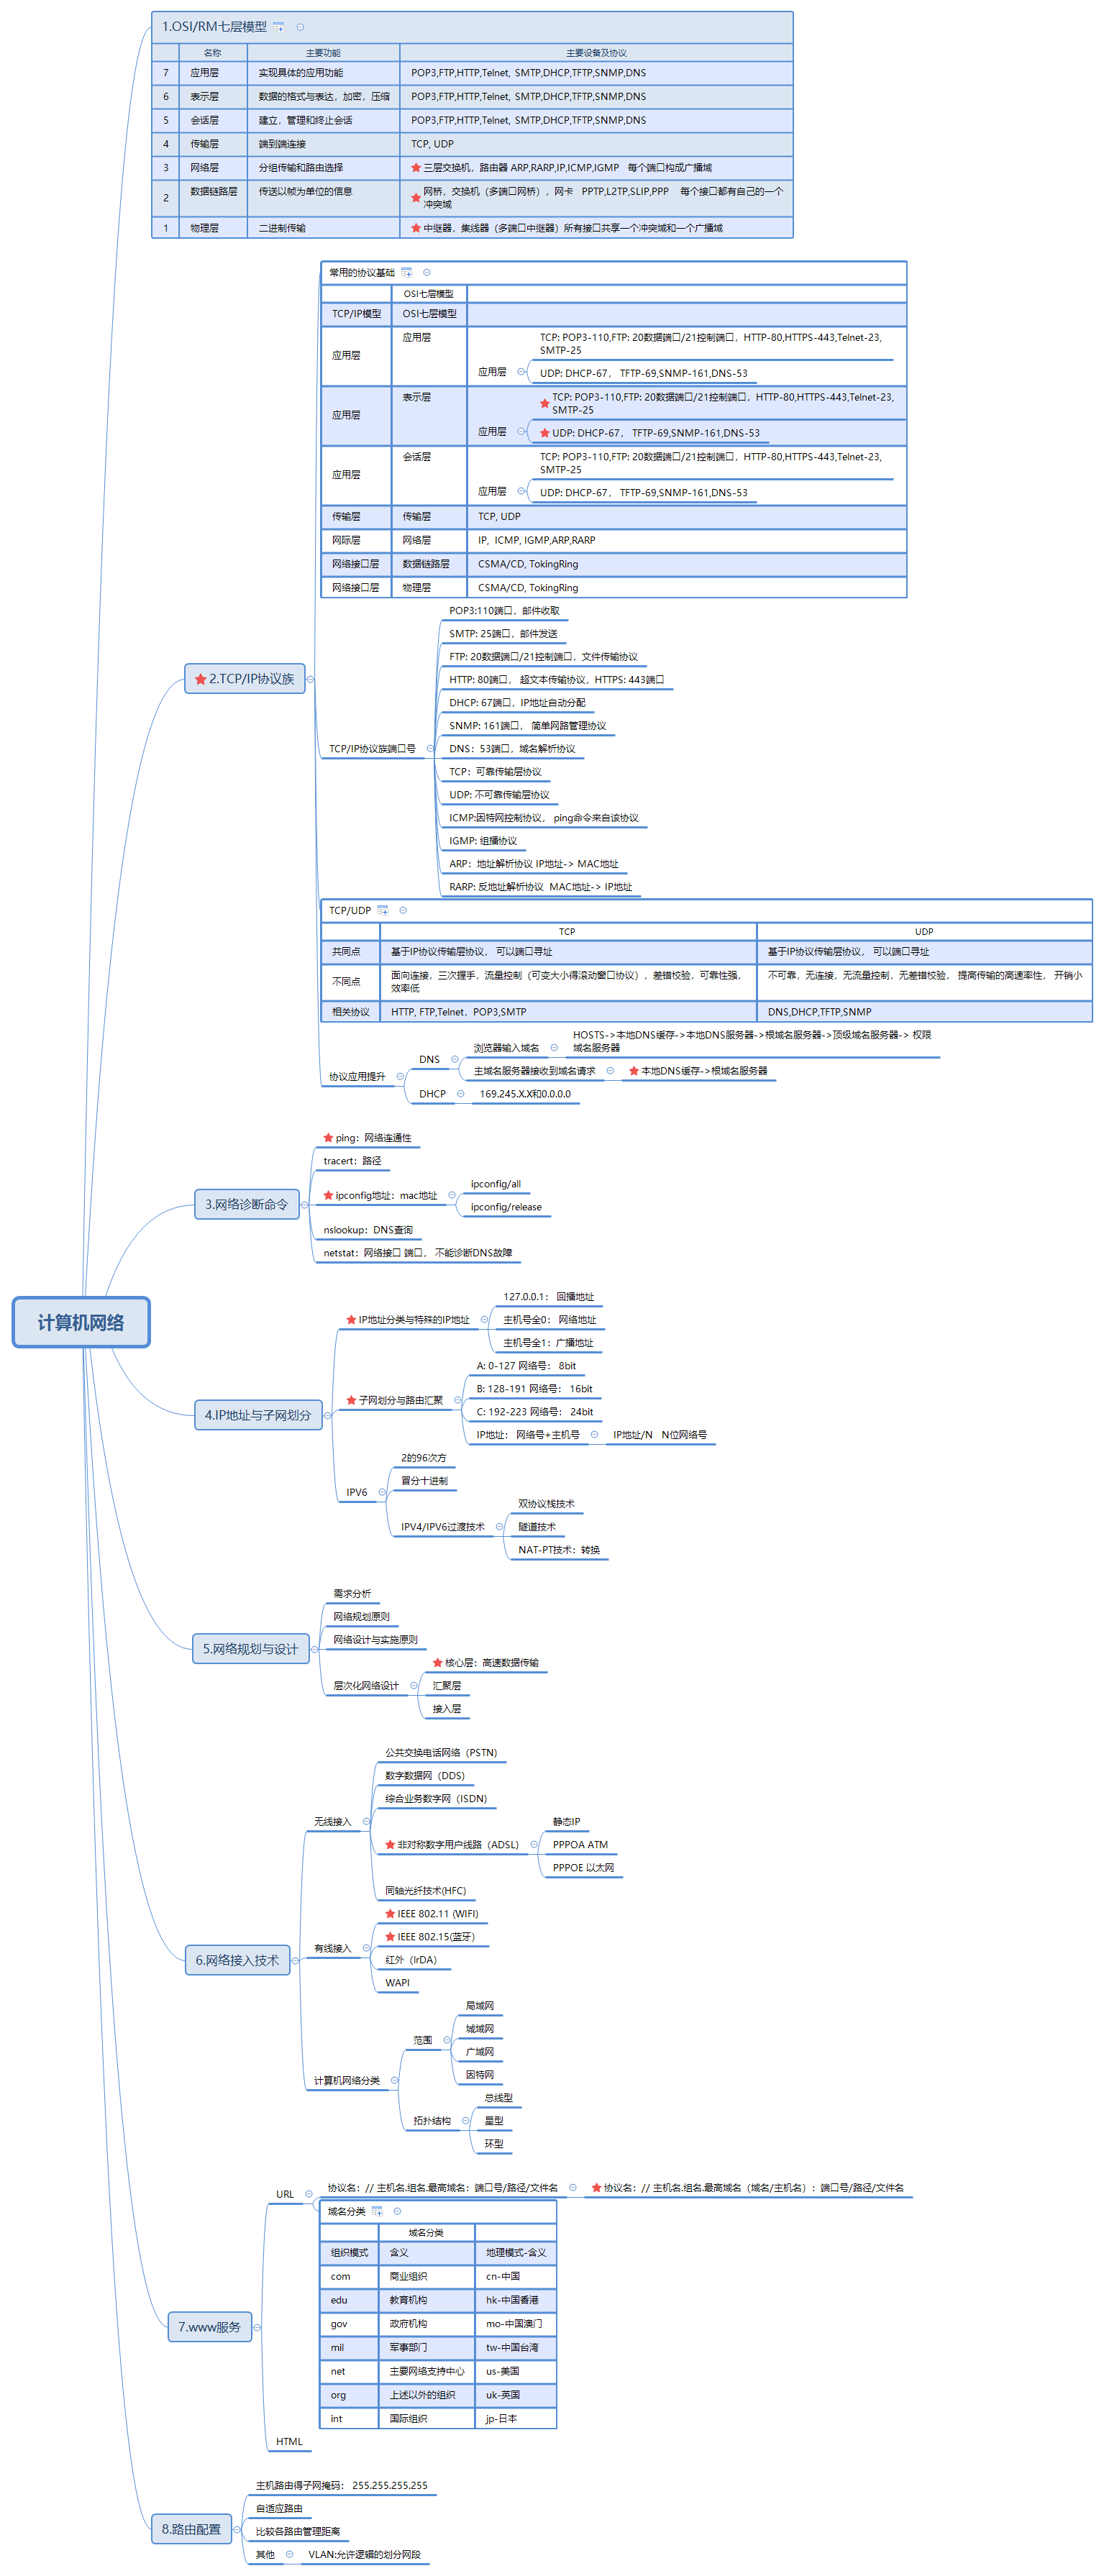 1.OSI/RM七层模型
名称 主要功能 主要设备及协议
7 应用层 实现具体的应用功能 POP3,FTP,HTTP,Telnet, SMTP,DHCP,TFTP,SNMP,DNS
6 表示层 数据的格式与表达，加密，压缩 POP3,FTP,HTTP,Telnet, SMTP,DHCP,TFTP,SNMP,DNS
5 会话层 建立，管理和终止会话 POP3,FTP,HTTP,Telnet, SMTP,DHCP,TFTP,SNMP,DNS
4 传输层 端到端连接 TCP, UDP
3 网络层 分组传输和路由选择 三层交换机，路由器 ARP,RARP,IP,ICMP,IGMP 每个端口构成广播域
2 数据链路层 传送以帧为单位的信息 网桥，交换机（多端口网桥），网卡 PPTP,L2TP,SLIP,PPP 每个接口都有自己的一个
冲突域
1 物理层 二进制传输 中继器，集线器（多端口中继器）所有接口共享一个冲突域和一个广播域
常用的协议基础
OSI七层模型
TCP/IP模型 OSI七层模型
应用层 应用层 应用层 TCP: POP3-110,FTP: 20数据端口/21控制端口，HTTP-80,HTTPS-443,Telnet-23,
SMTP-25
UDP: DHCP-67， TFTP-69,SNMP-161,DNS-53
应用层 表示层 应用层 TCP: POP3-110,FTP: 20数据端口/21控制端口，HTTP-80,HTTPS-443,Telnet-23,
SMTP-25
UDP: DHCP-67， TFTP-69,SNMP-161,DNS-53
应用层 会话层 应用层 TCP: POP3-110,FTP: 20数据端口/21控制端口，HTTP-80,HTTPS-443,Telnet-23,
SMTP-25
UDP: DHCP-67， TFTP-69,SNMP-161,DNS-53
传输层 传输层 TCP, UDP
网际层 网络层 IP, ICMP, IGMP,ARP,RARP
网络接口层 数据链路层 CSMA/CD, TokingRing
网络接口层 物理层 CSMA/CD, TokingRing
2.TCP/IP协议族
TCP/IP协议族端口号
POP3:110端口，邮件收取
SMTP: 25端口，邮件发送
FTP: 20数据端口/21控制端口，文件传输协议
HTTP: 80端口， 超文本传输协议，HTTPS: 443端口
DHCP: 67端口，IP地址自动分配
SNMP: 161端口， 简单网路管理协议
DNS：53端口，域名解析协议
TCP：可靠传输层协议
UDP: 不可靠传输层协议
ICMP:因特网控制协议， ping命令来自该协议
IGMP: 组播协议
ARP：地址解析协议 IP地址-> MAC地址
RARP: 反地址解析协议 MAC地址-> IP地址
TCP/UDP
TCP UDP
共同点 基于IP协议传输层协议， 可以端口寻址 基于IP协议传输层协议， 可以端口寻址
不同点 面向连接，三次握手，流量控制（可变大小得滚动窗口协议），差错校验，可靠性强， 不可靠，无连接，无流量控制，无差错校验， 提高传输的高速率性， 开销小
效率低
相关协议 HTTP, FTP,Telnet，POP3,SMTP DNS,DHCP,TFTP,SNMP
协议应用提升
DNS
浏览器输入域名
HOSTS->本地DNS缓存->本地DNS服务器->根域名服务器->顶级域名服务器-> 权限
域名服务器
主域名服务器接收到域名请求 本地DNS缓存->根域名服务器
DHCP 169.245.X.X和0.0.0.0
3.网络诊断命令
ping：网络连通性
tracert：路径
ipconfig地址：mac地址
ipconfig/all
ipconfig/release
nslookup：DNS查询
netstat：网络接口 端口， 不能诊断DNS故障
计算机网络
4.IP地址与子网划分
IP地址分类与特殊的IP地址
127.0.0.1： 回播地址
主机号全0： 网络地址
主机号全1：广播地址
子网划分与路由汇聚
A: 0-127 网络号： 8bit
B: 128-191 网络号： 16bit
C: 192-223 网络号： 24bit
IP地址： 网络号+主机号 IP地址/N N位网络号
IPV6
2的96次方
冒分十进制
IPV4/IPV6过渡技术
双协议栈技术
隧道技术
NAT-PT技术：转换
5.网络规划与设计
需求分析
网络规划原则
网络设计与实施原则
层次化网络设计
核心层：高速数据传输
汇聚层
接入层
6.网络接入技术
无线接入
公共交换电话网络（PSTN)
数字数据网（DDS)
综合业务数字网（ISDN)
非对称数字用户线路（ADSL)
静态IP
PPPOA ATM
PPPOE 以太网
同轴光纤技术(HFC)
有线接入
IEEE 802.11 (WIFI)
IEEE 802.15(蓝牙）
红外（IrDA）
WAPI
计算机网络分类
范围
局域网
城域网
广域网
因特网
拓扑结构
总线型
星型
环型
7.www服务
URL
协议名：// 主机名.组名.最高域名：端口号/路径/文件名 协议名：// 主机名.组名.最高域名（域名/主机名）：端口号/路径/文件名
域名分类
域名分类
组织模式 含义 地理模式-含义
com 商业组织 cn-中国
edu 教育机构 hk-中国香港
gov 政府机构 mo-中国澳门
mil 军事部门 tw-中国台湾
net 主要网络支持中心 us-美国
org 上述以外的组织 uk-英国
int 国际组织 jp-日本
HTML
8.路由配置
主机路由得子网掩码： 255.255.255.255
自适应路由
比较各路由管理距离
其他 VLAN:允许逻辑的划分网段